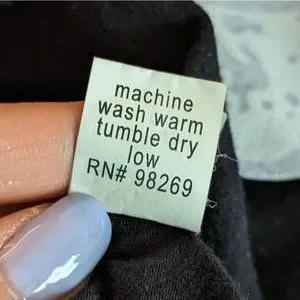 machine
wash warm
tumble dry
low
RN# 98269